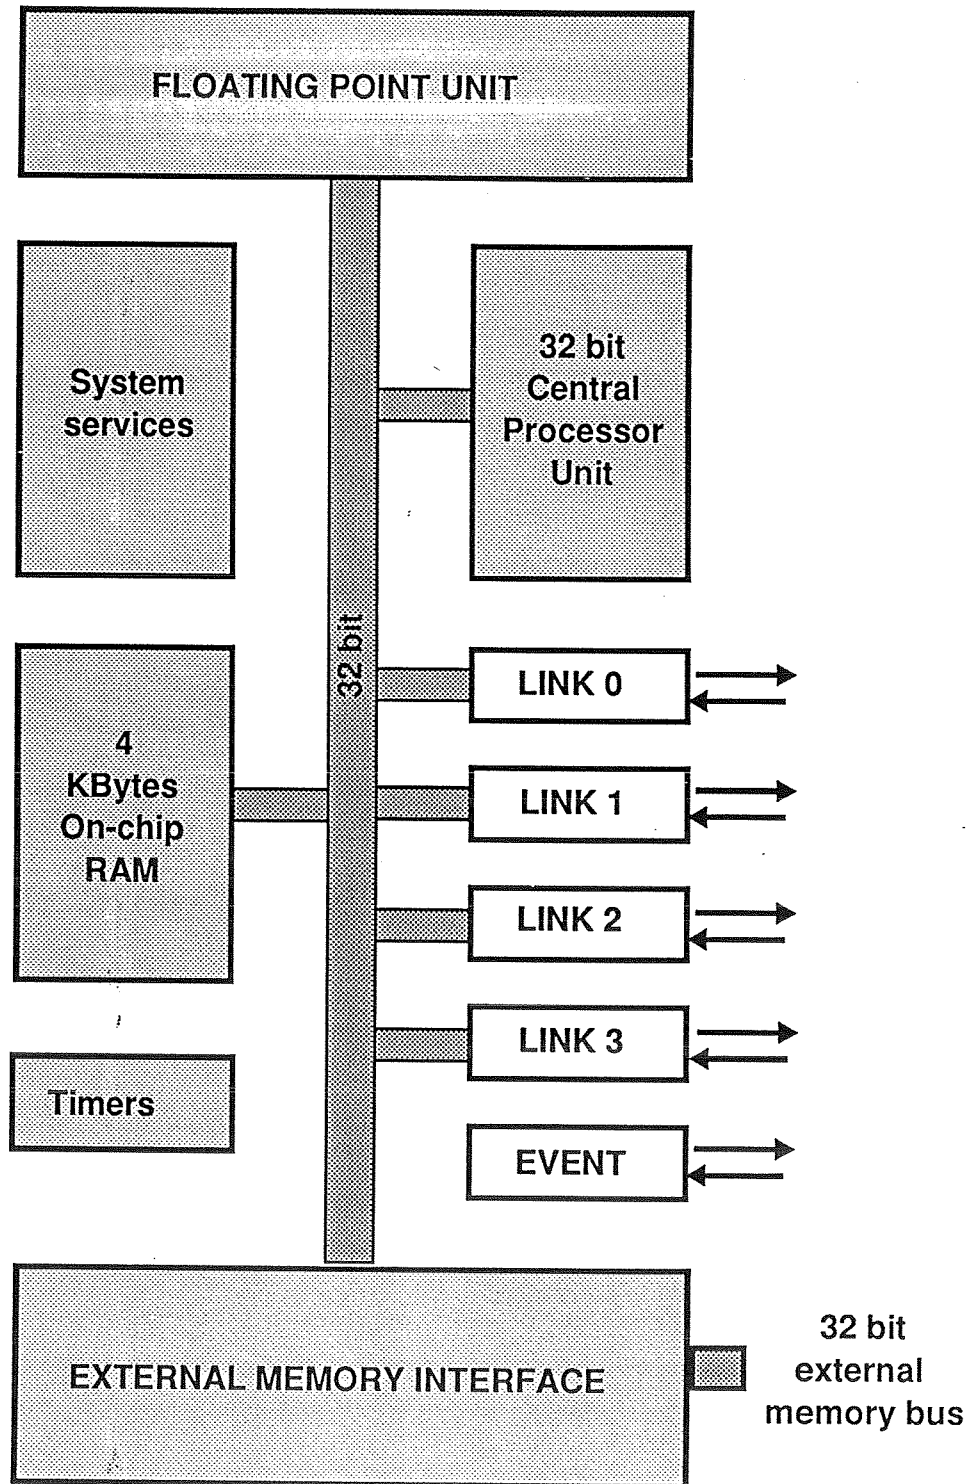 FLOATING POINT UNIT
System
services
32 bit
Central
Processor
Unit
32 bit
4
KBytes
On-chip
RAM
LINK 0
LINK 1
LINK 2
LINK 3
Timers
EVENT
EXTERNAL MEMORY INTERFACE
32 bit
external
memory bus